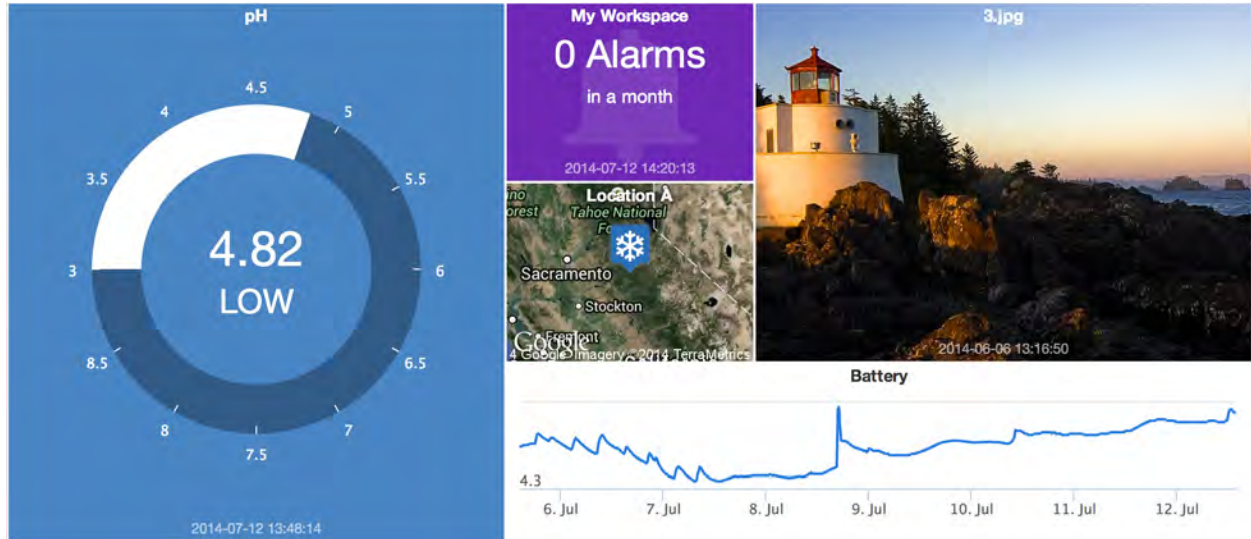 pH
4.5
4
5
3.5
5.5
3
6
4.82
LOW
8.5
6.5
8
7
7.5
2014-07-12 13:48:14
My Workspace
0 Alarms
in a month
2014-07-12 14:20:13
Location A
Tahoe National
Sacramento
Stockton
Fremont
Google
4 Google Imagery 2014 TerraMetrics
3.jpg
2014-06-06 13:16:50
Battery
4.3
6. Jul
7. Jul
8. Jul
9. Jul
10. Jul
11. Jul
12. Jul